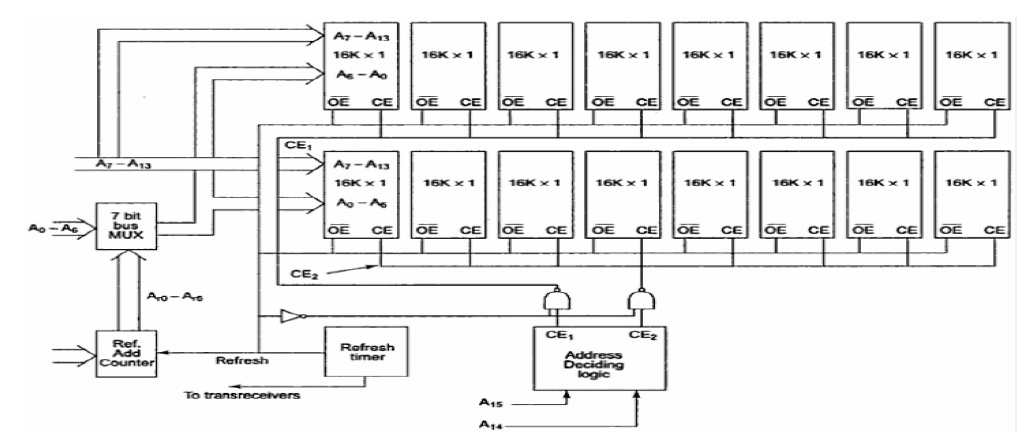 A7 – A13
16K × 1
A6 – A0
OE CE
16K × 1
OE CE
16K × 1
OE CE
16K × 1
OE CE
16K × 1
OE CE
16K × 1
OE CE
16K × 1
OE CE
16K × 1
OE CE
CE1
A7 – A13
A7 – A13
16K × 1
A0 – A6
OE CE
16K × 1
OE CE
16K × 1
OE CE
16K × 1
OE CE
16K × 1
OE CE
16K × 1
OE CE
16K × 1
OE CE
16K × 1
OE CE
A0 – A6
7 bit
bus
MUX
CE2
Ar0 – Ar6
Ref.
Add
Counter
Refresh
Refresh
timer
To transreceivers
CE1 CE2
Address
Deciding
logic
A15
A14